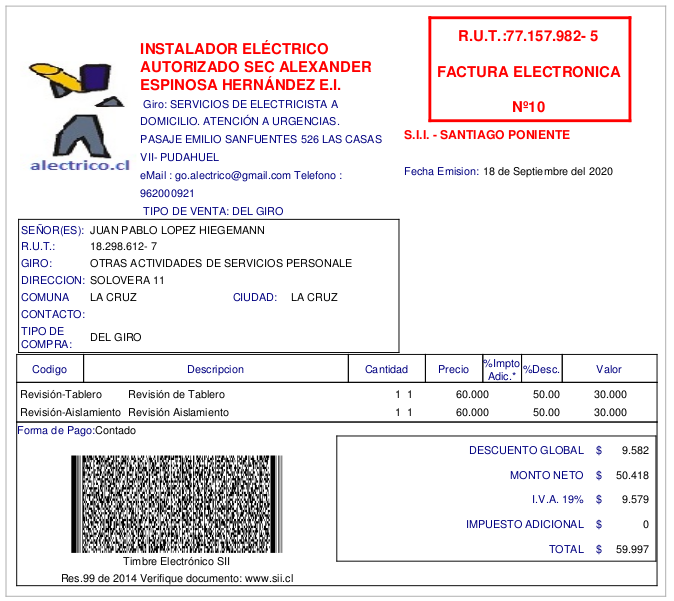 INSTALADOR ELÉCTRICO
AUTORIZADO SEC ALEXANDER
ESPINOSA HERNÁNDEZ E.I.
Giro: SERVICIOS DE ELECTRICISTA A
DOMICILIO. ATENCIÓN A URGENCIAS.
PASAJE EMILIO SANFUENTES 526 LAS CASAS
VII- PUDAHUEL
eMail : go.alectrico@gmail.com Telefono :
962000921
TIPO DE VENTA: DEL GIRO
alectrico.cl
R.U.T.:77.157.982- 5
FACTURA ELECTRONICA
Nº10
S.I.I. - SANTIAGO PONIENTE
Fecha Emision: 18 de Septiembre del 2020
SEÑOR(ES): JUAN PABLO LOPEZ HIEGEMANN
R.U.T.: 18.298.612- 7
GIRO: OTRAS ACTIVIDADES DE SERVICIOS PERSONALE
DIRECCION: SOLOVERA 11
COMUNA LA CRUZ CIUDAD: LA CRUZ
CONTACTO:
TIPO DE
COMPRA: DEL GIRO
Codigo Descripcion Cantidad Precio %Impto Adic.* %Desc. Valor
Revisión-Tablero Revisión de Tablero 1 1 60.000 50.00 30.000
Revisión-Aislamiento Revisión Aislamiento 1 1 60.000 50.00 30.000
Forma de Pago:Contado
DESCUENTO GLOBAL $ 9.582
MONTO NETO $ 50.418
I.V.A. 19% $ 9.579
IMPUESTO ADICIONAL $ 0
TOTAL $ 59.997
Timbre Electrónico SII
Res.99 de 2014 Verifique documento: www.sii.cl